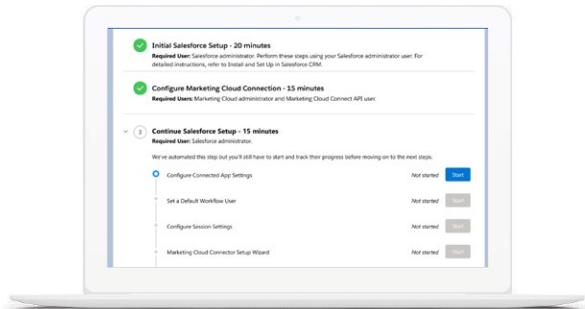 Initial Salesforce Setup - 20 minutes
Required User: Salesforce administrator. Perform these steps using your Salesforce administrator user. For
detailed instructions, refer to Install and Set Up in Salesforce CRM.
Configure Marketing Cloud Connection - 15 minutes
Required Users: Marketing Cloud administrator and Marketing Cloud Connect API user.
3
Continue Salesforce Setup - 15 minutes
Required User: Salesforce administrator.
We've automated this step but you'll still have to start and track their progress before moving on to the next steps.
Configure Connected App Settings Not started Start
Set a Default Workflow User Not started Start
Configure Session Settings Not started Start
Marketing Cloud Connector Setup Wizard Not started Start